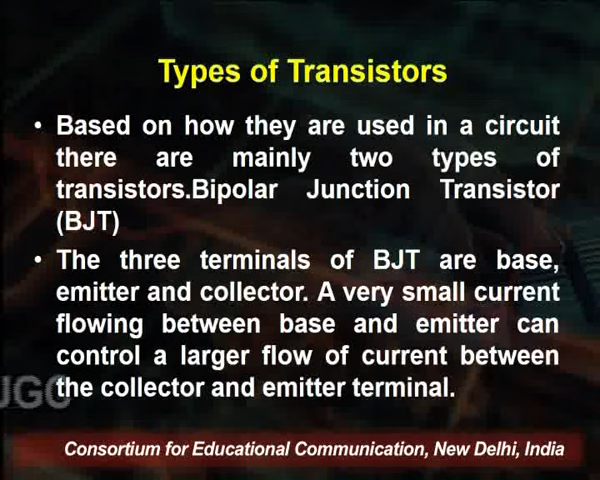 Types of Transistors
• Based on how they are used in a circuit
there are mainly two types of
transistors.Bipolar Junction Transistor
(BJT)
• The three terminals of BJT are base,
emitter and collector. A very small current
flowing between base and emitter can
control a larger flow of current between
the collector and emitter terminal.
Consortium for Educational Communication, New Delhi, India